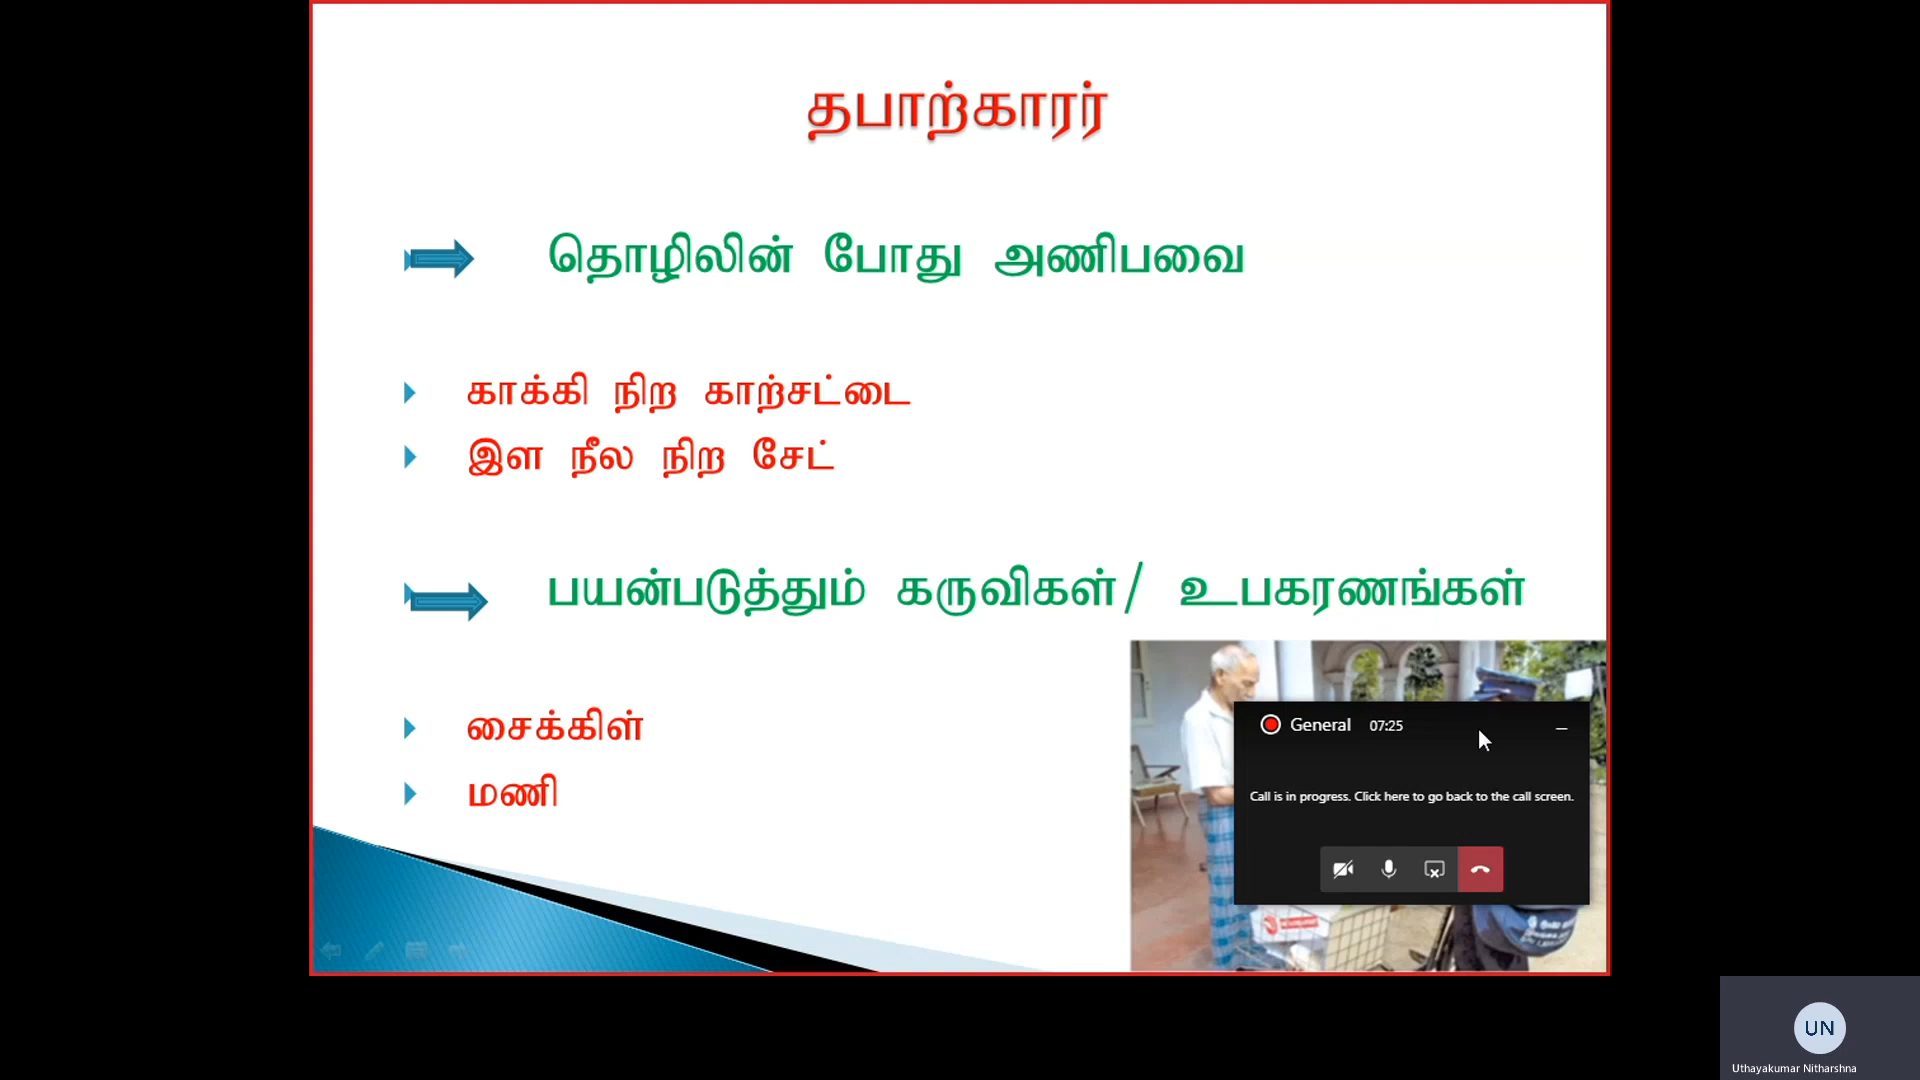 தபாற்காரர்
தொழிலின் போது அணிபவை
காக்கி நிற காற்சட்டை
இள நீல நிற சேட்
பயன்படுத்தும் கருவிகள்/ உபகரணங்கள்
சைக்கிள்
மணி
General 07:25
Call is in progress. Click here to go back to the call screen.
UN
Uthayakumar Nitharshna